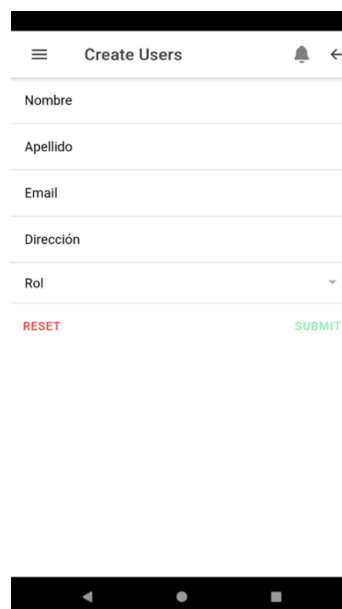 Create Users
Nombre
Apellido
Email
Dirección
Rol
RESET SUBMIT